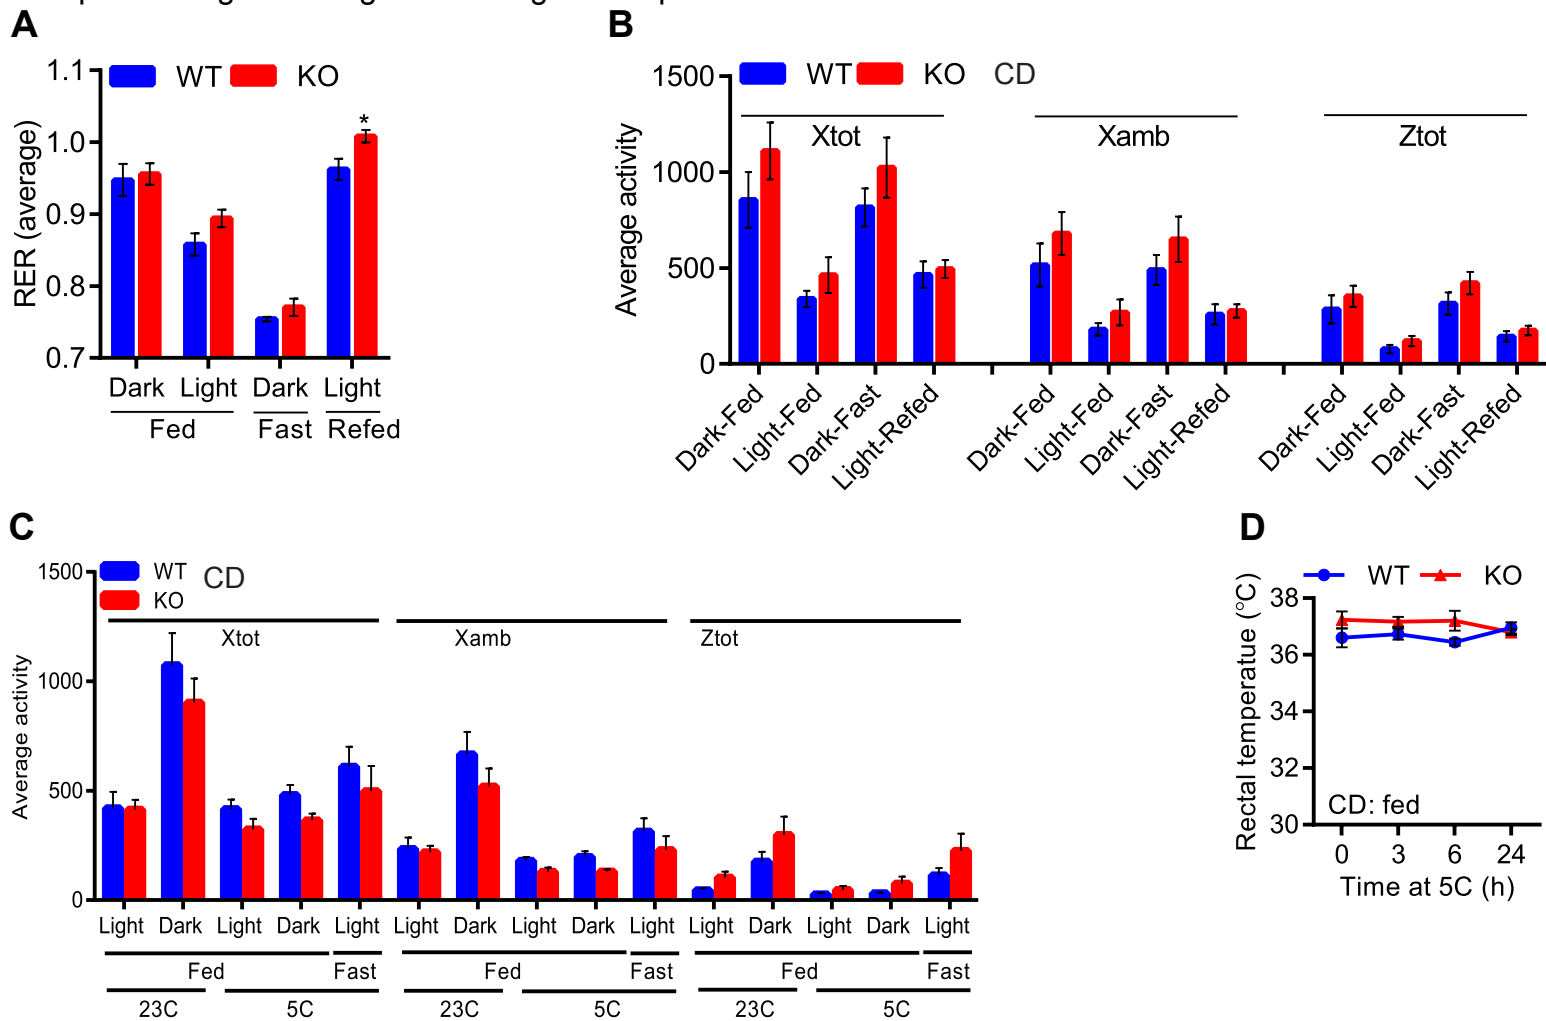 A
1.1
WT KO
1.0
0.9
0.8
0.7
RER (average)
*
Dark Light Dark Light
Fed Fast Refed
B
1500
WT KO CD
Xtot Xamb Ztot
1000
500
0
Average activity
Dark-Fed Light-Fed Dark-Fast Light-Refed Dark-Fed Light-Fed Dark-Fast Light-Refed Dark-Fed Light-Fed Dark-Fast Light-Refed
C
1500
WT CD
KO
Xtot Xamb Ztot
1000
500
0
Average activity
Light Dark Light Dark Light Light Dark Light Dark Light Light Dark Light Dark Light
Fed Fast Fed Fast Fed Fast
23C 5C 23C 5C 23C 5C
D
WT KO
38
36
34
32
30
Rectal temperatue (°C)
CD: fed
0 3 6 24
Time at 5C (h)